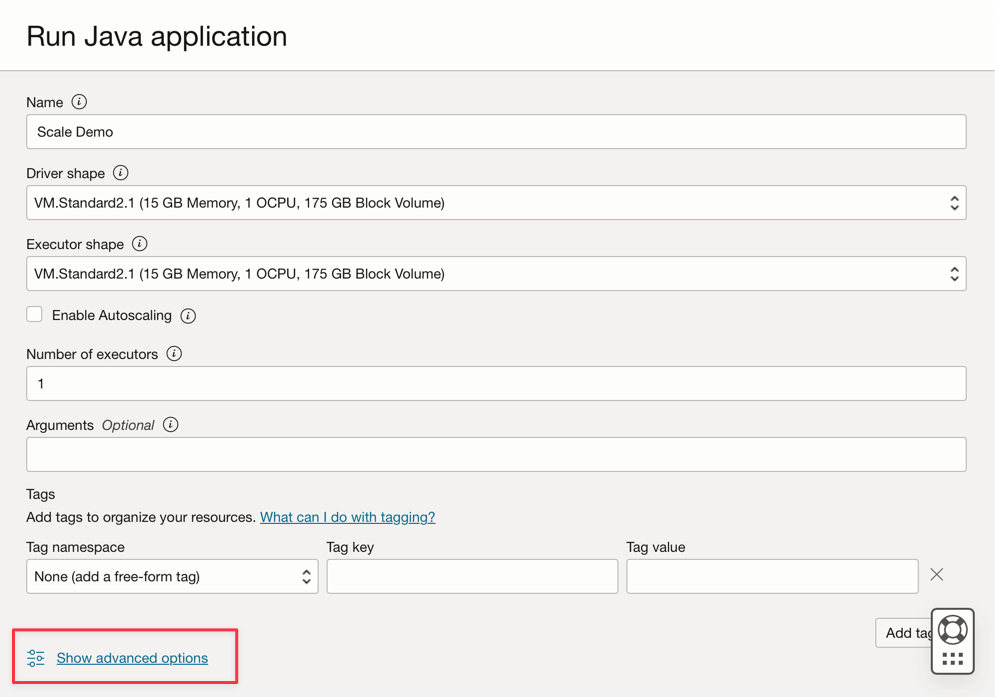 Run Java application
Name
Scale Demo
Driver shape
VM.Standard2.1 (15 GB Memory, 1 OCPU, 175 GB Block Volume)
Executor shape
VM.Standard2.1 (15 GB Memory, 1 OCPU, 175 GB Block Volume)
Enable Autoscaling
Number of executors
1
Arguments Optional
Tags
Add tags to organize your resources. What can I do with tagging?
Tag namespace Tag key Tag value
None (add a free-form tag)
Add tag
Show advanced options